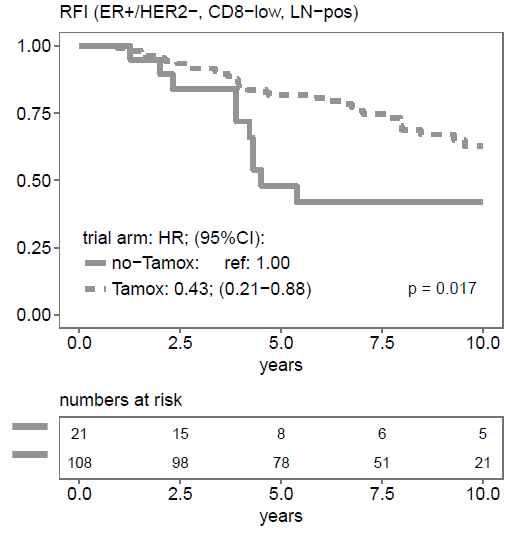 RFI (ER+/HER2−, CD8−low, LN−pos)
1.00
0.75
0.50
0.25
0.00
trial arm: HR; (95%CI):
no−Tamox: ref: 1.00
Tamox: 0.43; (0.21−0.88)
p = 0.017
0.0 2.5 5.0 7.5 10.0
years
numbers at risk
21 15 8 6 5
108 98 78 51 21
0.0 2.5 5.0 7.5 10.0
years